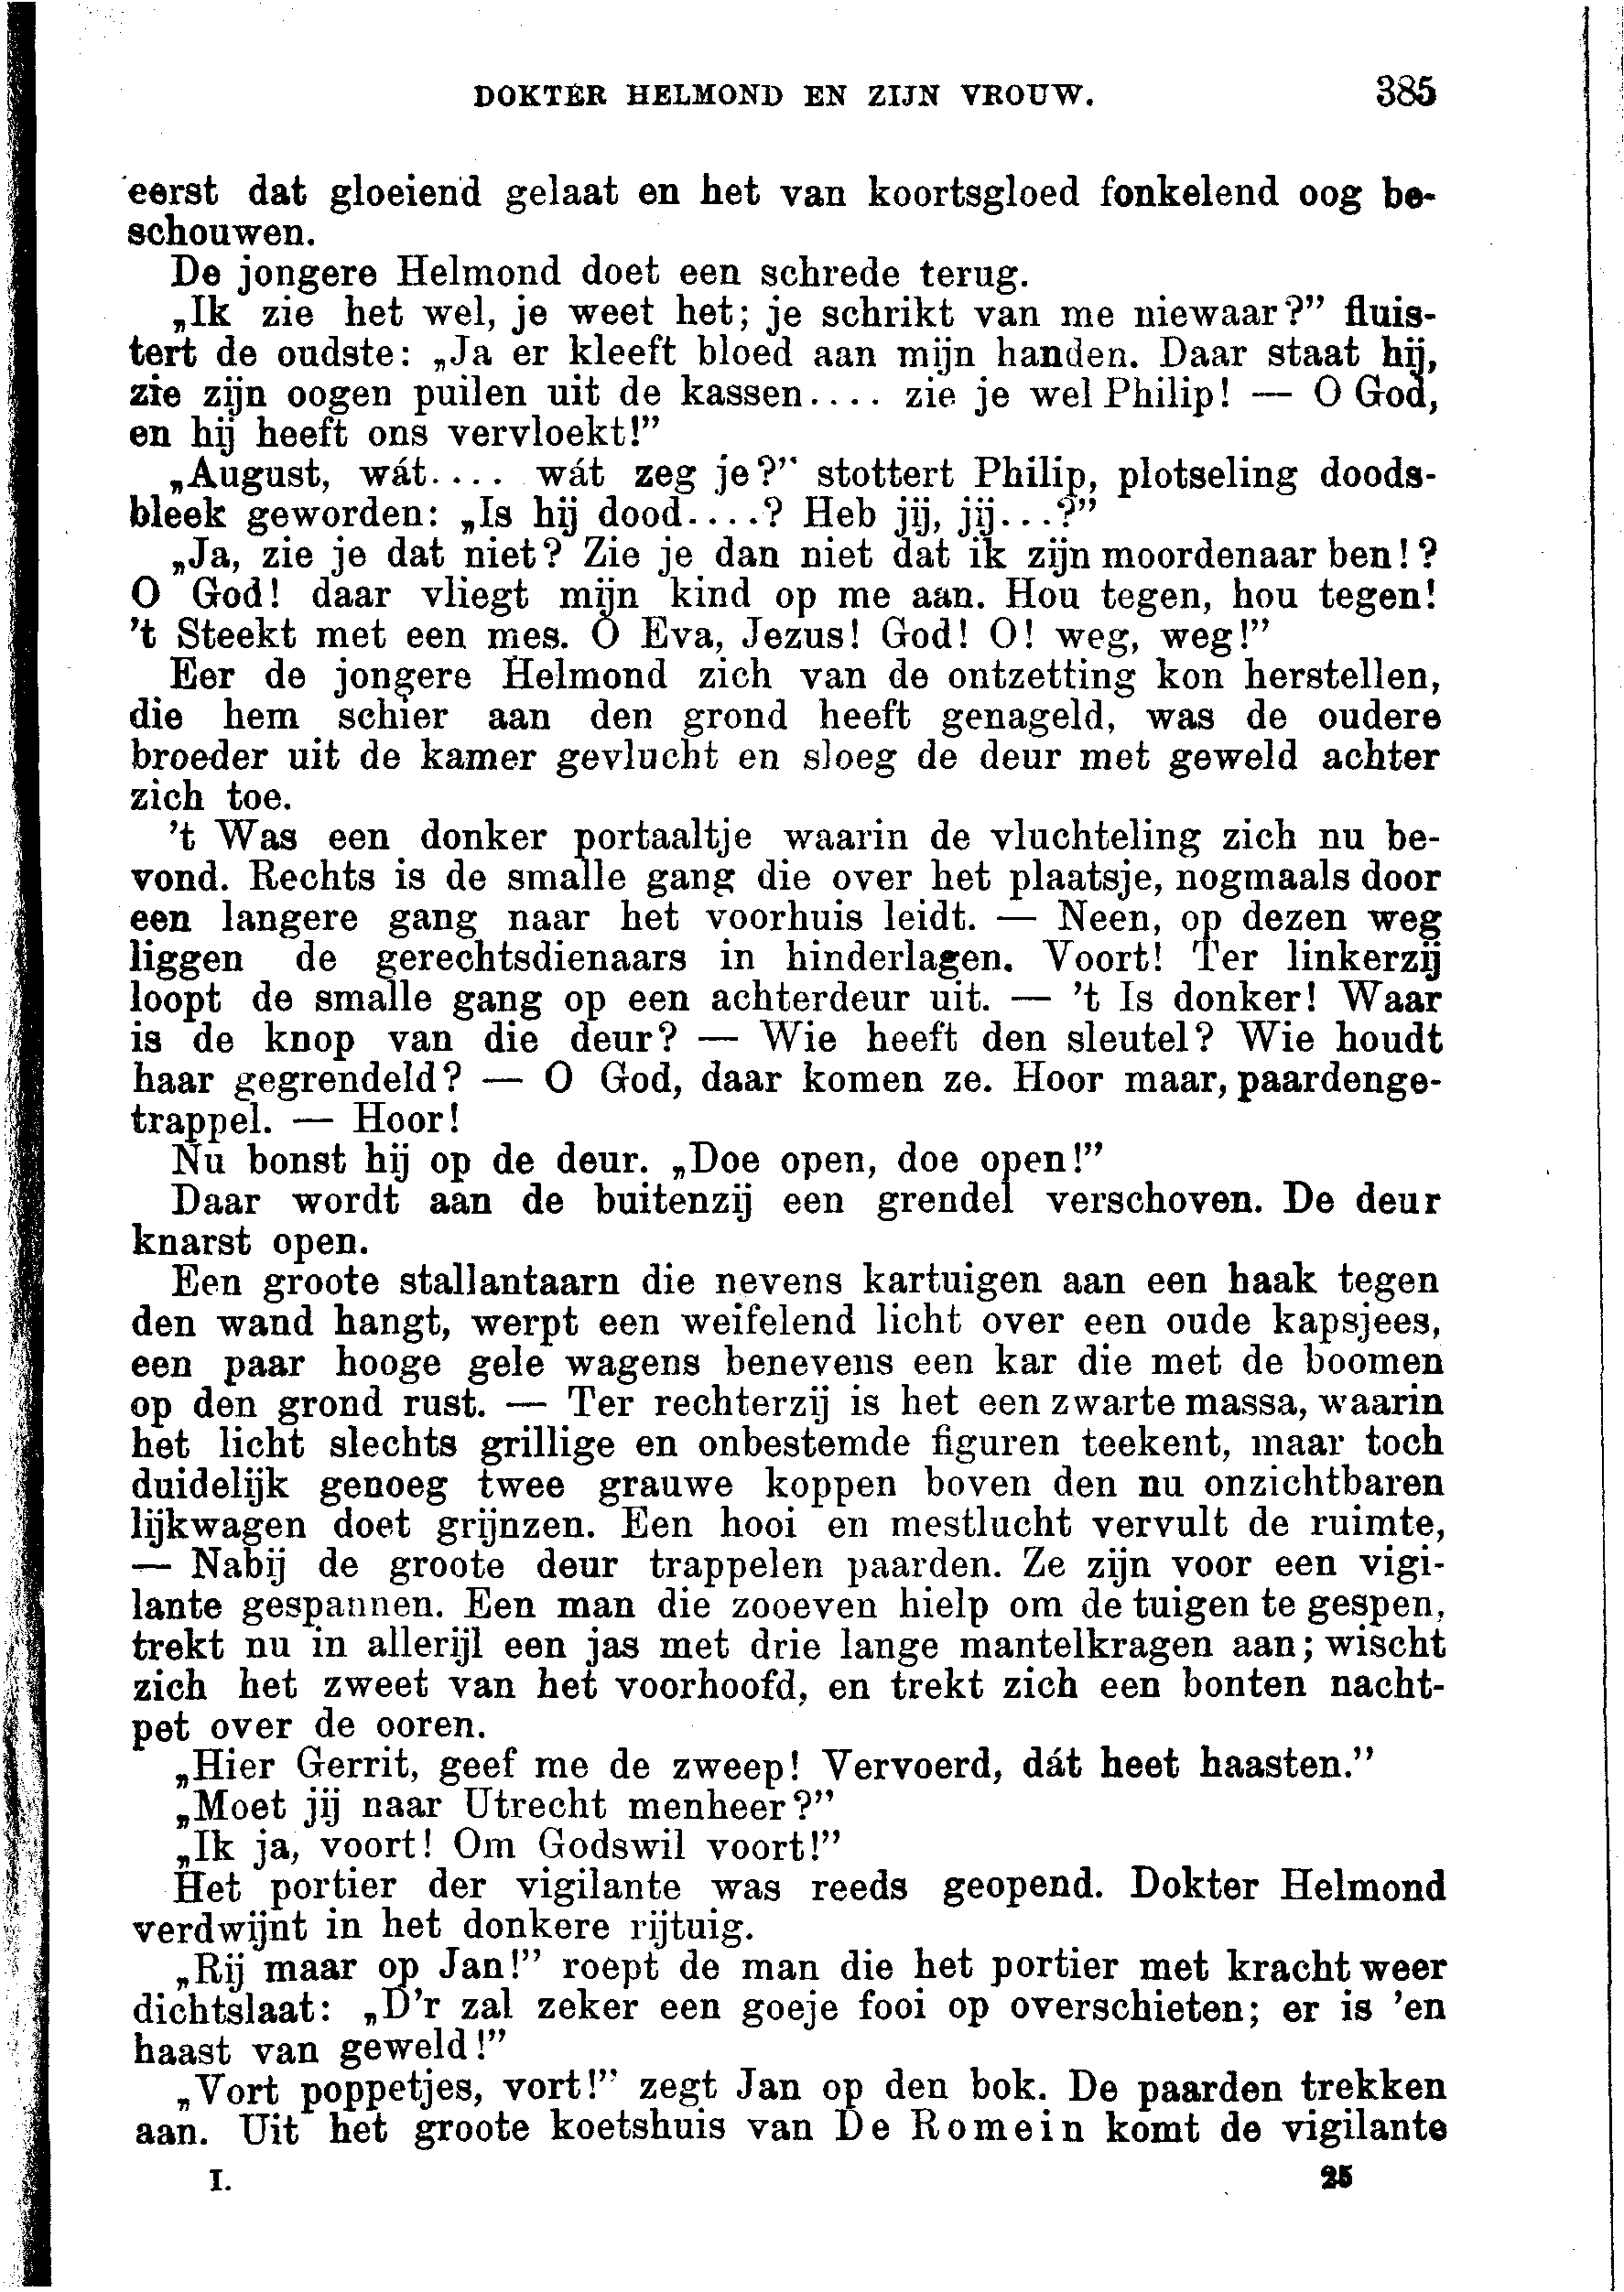 DOKTER HELMOND EN ZIJN VROUW. 385
eerst dat gloeiend gelaat en het van koortsgloed fonkelend oog be-
schouwen.
De jongere Helmond doet een schrede terug.
„Ik zie het wel, je weet het; je schrikt van me niewaar?” fluis-
tert de oudste: „Ja er kleeft bloed aan mijn handen. Daar staat hij,
zie zijn oogen puilen uit de kassen.... zie je wel Philip! — O God,
en hij heeft ons vervloekt!”
„August, wát.... wát zeg je?” stottert Philip, plotseling doods-
bleek geworden: „Is hij dood....? Heb jij, jij...?”
„Ja, zie je dat niet? Zie je dan niet dat ik zijn moordenaar ben!?
O God! daar vliegt mijn kind op me aan. Hou tegen, hou tegen!
’t Steekt met een mes. O Eva, Jezus! God! O! weg, weg!”
Eer de jongere Helmond zich van de ontzetting kon herstellen,
die hem schier aan den grond heeft genageld, was de oudere
broeder uit de kamer gevlucht en sloeg de deur met geweld achter
zich toe.
’t Was een donker portaaltje waarin de vluchteling zich nu be-
vond. Rechts is de smalle gang die over het plaatsje, nogmaals door
een langere gang naar het voorhuis leidt. — Neen, op dezen weg
liggen de gerechtsdienaars in hinderlagen. Voort! Ter linkerzij
loopt de smalle gang op een achterdeur uit. — ’t Is donker! Waar
is de knop van die deur? — Wie heeft den sleutel? Wie houdt
haar gegrendeld? — O God, daar komen ze. Hoor maar, paardenge-
trappel. — Hoor!
Nu bonst hij op de deur. „Doe open, doe open!”
Daar wordt aan de buitenzij een grendel verschoven. De deur
knarst open.
Een groote stallantaarn die nevens kartuigen aan een haak tegen
den wand hangt, werpt een weifelend licht over een oude kapsjees,
een paar hooge gele wagens benevens een kar die met de boomen
op den grond rust. — Ter rechterzij is het een zwarte massa, waarin
het licht slechts grillige en onbestemde figuren teekent, maar toch
duidelijk genoeg twee grauwe koppen boven den nu onzichtbaren
lijkwagen doet grijnzen. Een hooi en mestlucht vervult de ruimte,
— Nabij de groote deur trappelen paarden. Ze zijn voor een vigi-
lante gespannen. Een man die zooeven hielp om de tuigen te gespen,
trekt nu in allerijl een jas met drie lange mantelkragen aan; wischt
zich het zweet van het voorhoofd, en trekt zich een bonten nacht-
pet over de ooren.
„Hier Gerrit, geef me de zweep! Vervoerd, dát heet haasten.”
„Moet jij naar Utrecht menheer?”
„Ik ja, voort! Om Godswil voort!”
Het portier der vigilante was reeds geopend. Dokter Helmond
verdwijnt in het donkere rijtuig.
„Rij maar op Jan!” roept de man die het portier met kracht weer
dichtslaat: „D’r zal zeker een goeje fooi op overschieten; er is ’en
haast van geweld!”
„Vort poppetjes, vort!” zegt Jan op den bok. De paarden trekken
aan. Uit het groote koetshuis van De Romein komt de vigilante
I. 25